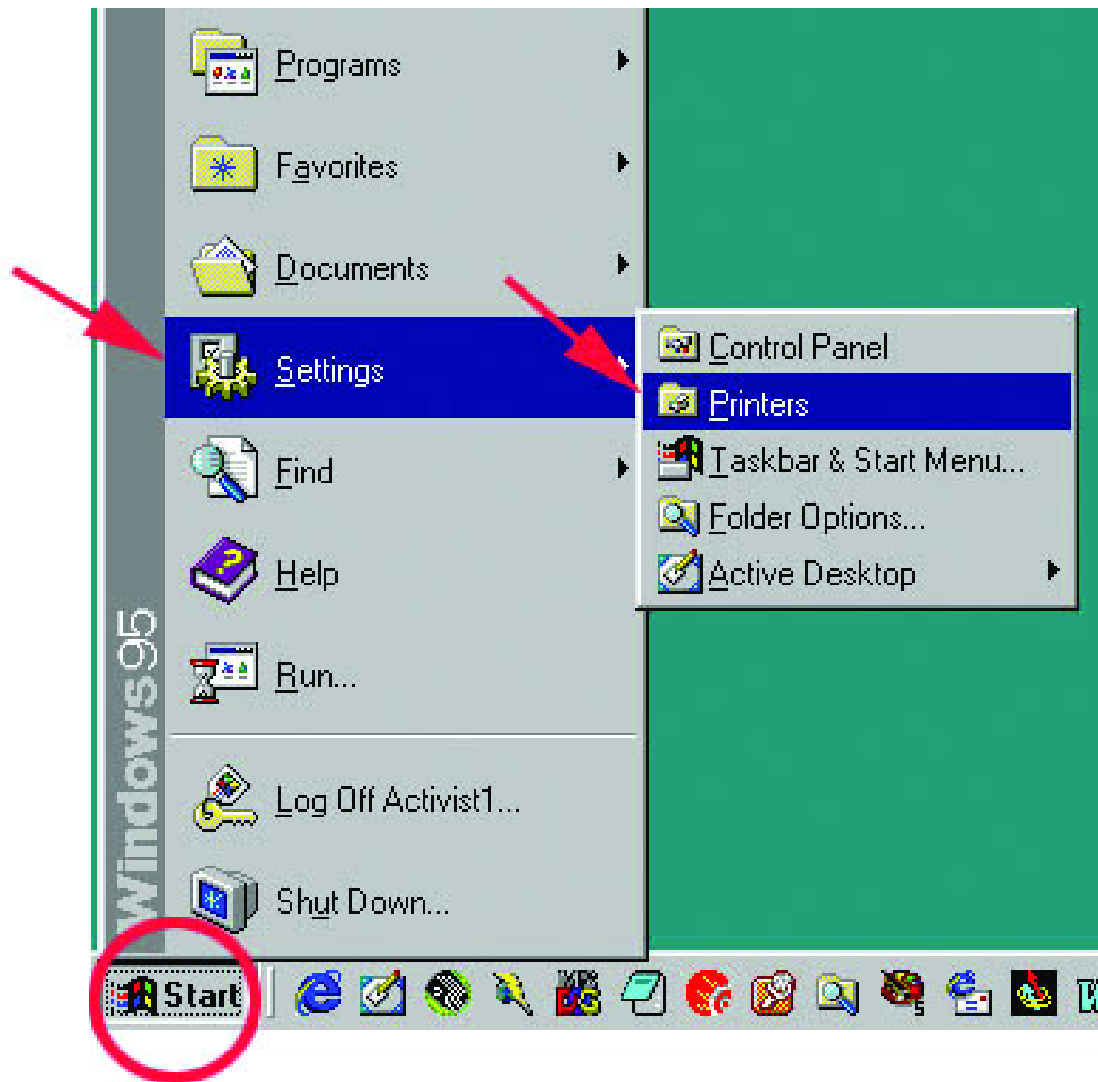 Programs
Favorites
Documents
Settings
Find
Help
Run...
Log Off Activist1...
Shut Down...
Windows95
Control Panel
Printers
Taskbar & Start Menu...
Folder Options...
Active Desktop
Start